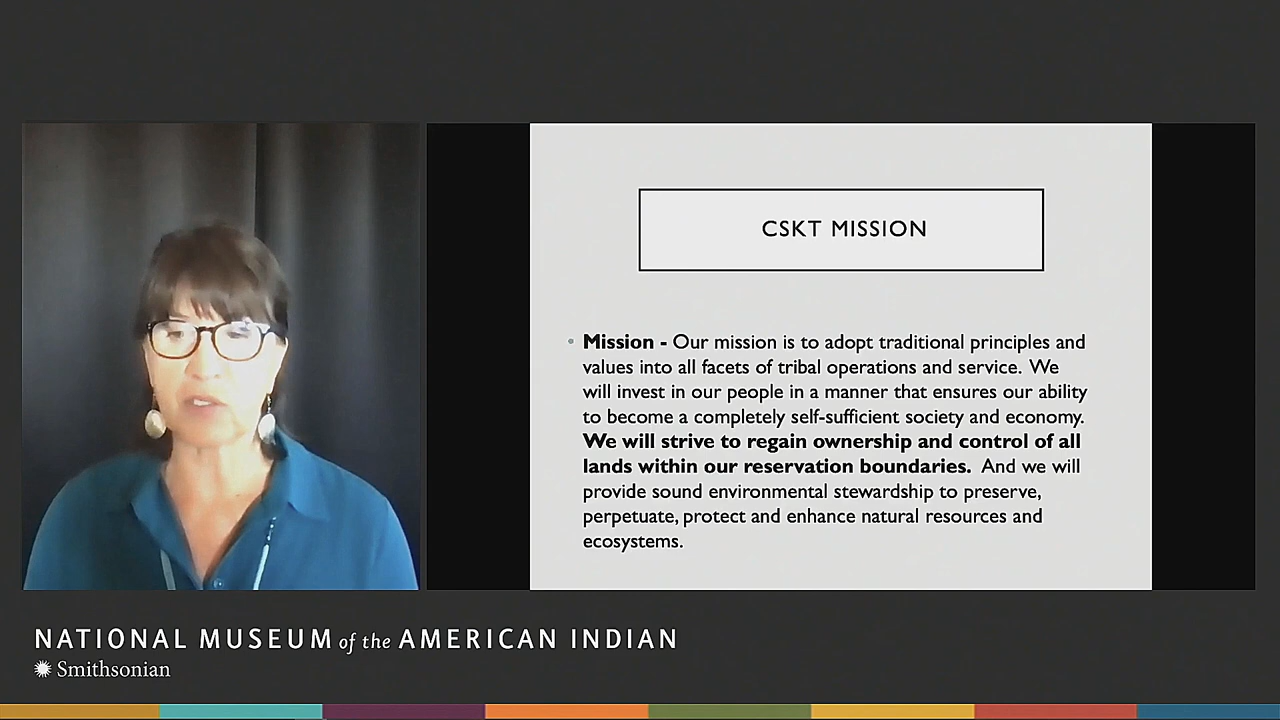 CSKT MISSION
• Mission - Our mission is to adopt traditional principles and
values into all facets of tribal operations and service. We
will invest in our people in a manner that ensures our ability
to become a completely self-sufficient society and economy.
We will strive to regain ownership and control of all
lands within our reservation boundaries. And we will
provide sound environmental stewardship to preserve,
perpetuate, protect and enhance natural resources and
ecosystems.
NATIONAL MUSEUM of the AMERICAN INDIAN
Smithsonian